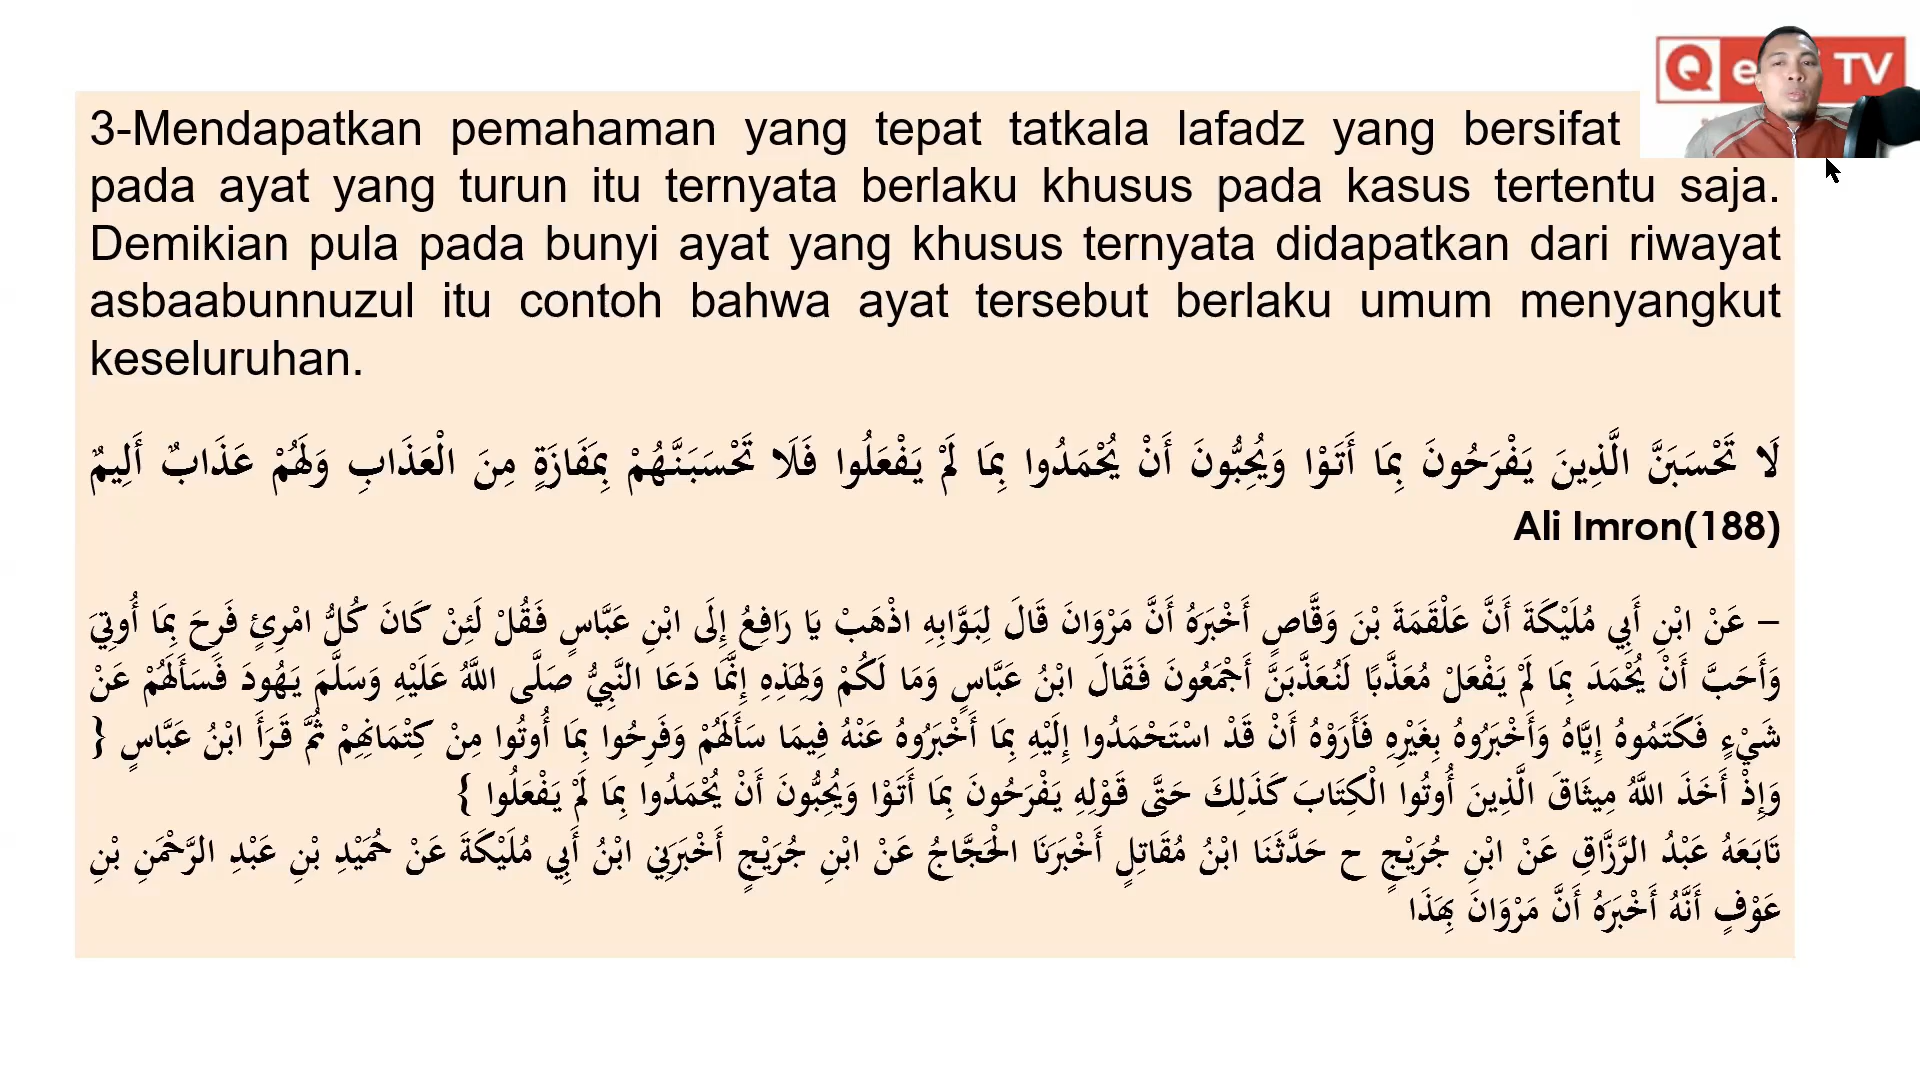 Q e TV
3-Mendapatkan pemahaman yang tepat tatkala lafadz yang bersifat
pada ayat yang turun itu ternyata berlaku khusus pada kasus tertentu saja.
Demikian pula pada bunyi ayat yang khusus ternyata didapatkan dari riwayat
asbaabunnuzul itu contoh bahwa ayat tersebut berlaku umum menyangkut
keseluruhan.
لَا تَحْسَبَنَّ الَّذِينَ يَفْرَحُونَ بِمَا أَتَوْا وَيُحِبُّونَ أَنْ يُحْمَدُوا بِمَا لَمْ يَفْعَلُوا فَلَا تَحْسَبَنَّهُمْ بِمَفَازَةٍ مِنَ الْعَذَابِ وَلَهُمْ عَذَابٌ أَلِيمٌ
Ali Imron(188)
– عَنْ ابْنِ أَبِي مُلَيْكَةَ أَنَّ عَلْقَمَةَ بْنَ وَقَّاصٍ أَخْبَرَهُ أَنَّ مَرْوَانَ قَالَ لِبَوَّابِهِ اذْهَبْ يَا رَافِعُ إِلَى ابْنِ عَبَّاسٍ فَقُلْ لَئِنْ كَانَ كُلُّ امْرِئٍ فَرِحَ بِمَا أُوتِيَ
وَأَحَبَّ أَنْ يُحْمَدَ بِمَا لَمْ يَفْعَلْ مُعَذَّبًا لَنُعَذَّبَنَّ أَجْمَعُونَ فَقَالَ ابْنُ عَبَّاسٍ وَمَا لَكُمْ وَلِهَذِهِ إِنَّمَا دَعَا النَّبِيُّ صَلَّى اللَّهُ عَلَيْهِ وَسَلَّمَ يَهُودَ فَسَأَلَهُمْ عَنْ
شَيْءٍ فَكَتَمُوهُ إِيَّاهُ وَأَخْبَرُوهُ بِغَيْرِهِ فَأَرَوْهُ أَنْ قَدْ اسْتَحْمَدُوا إِلَيْهِ بِمَا أَخْبَرُوهُ عَنْهُ فِيمَا سَأَلَهُمْ وَفَرِحُوا بِمَا أُوتُوا مِنْ كِتْمَانِهِمْ ثُمَّ قَرَأَ ابْنُ عَبَّاسٍ {
وَإِذْ أَخَذَ اللَّهُ مِيثَاقَ الَّذِينَ أُوتُوا الْكِتَابَ كَذَلِكَ حَتَّى قَوْلِهِ يَفْرَحُونَ بِمَا أَتَوْا وَيُحِبُّونَ أَنْ يُحْمَدُوا بِمَا لَمْ يَفْعَلُوا }
تَابَعَهُ عَبْدُ الرَّزَّاقِ عَنْ ابْنِ جُرَيْجٍ ح حَدَّثَنَا ابْنُ مُقَاتِلٍ أَخْبَرَنَا الْحَجَّاجُ عَنْ ابْنِ جُرَيْجٍ أَخْبَرَنِي ابْنُ أَبِي مُلَيْكَةَ عَنْ حُمَيْدِ بْنِ عَبْدِ الرَّحْمَنِ بْنِ
عَوْفٍ أَنَّهُ أَخْبَرَهُ أَنَّ مَرْوَانَ بِهَذَا